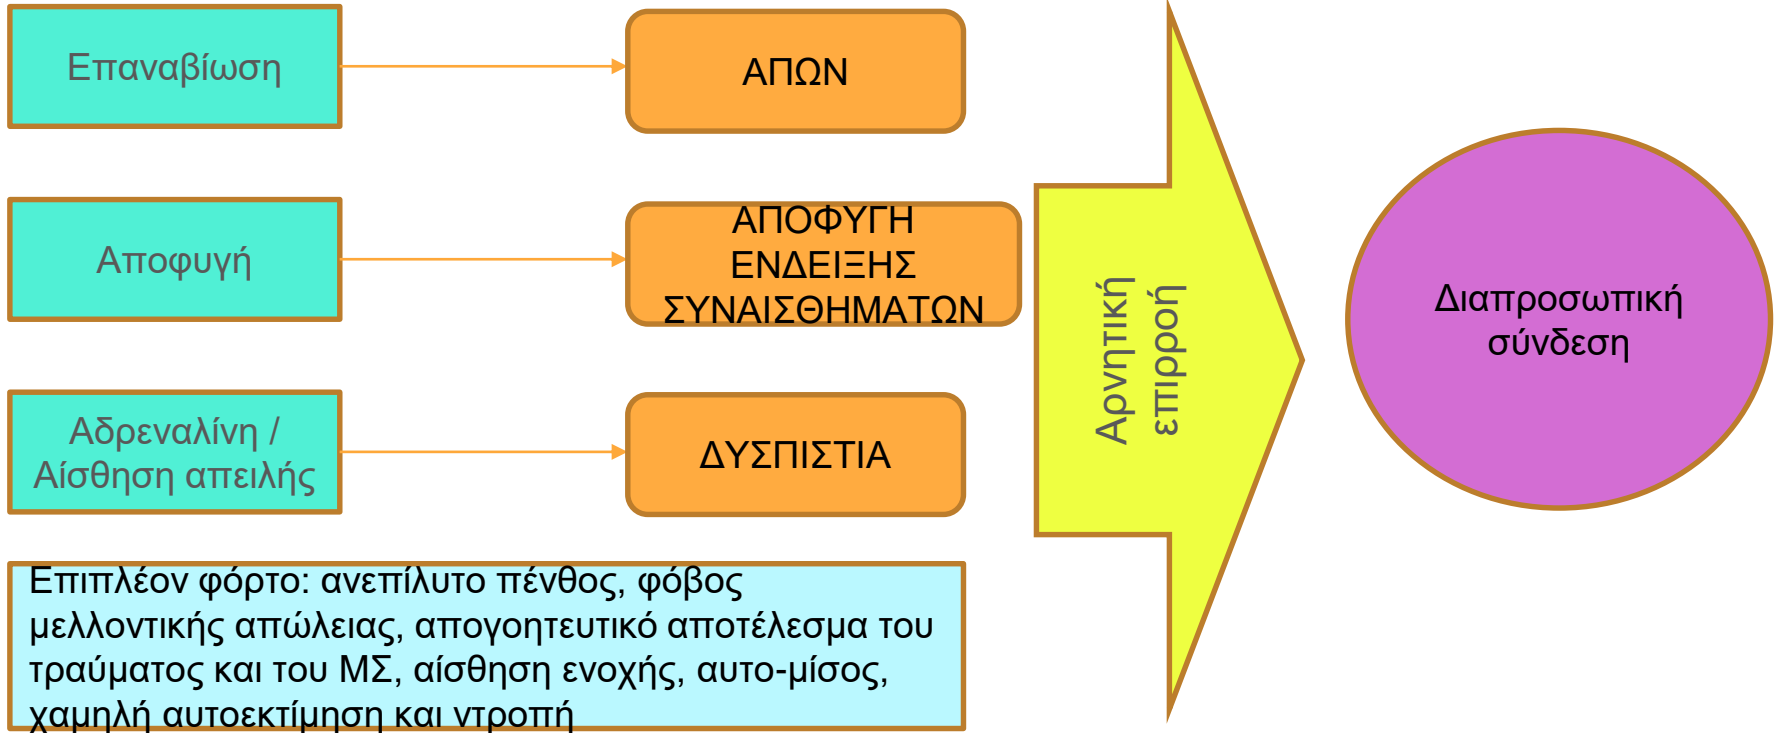 Επαναβίωση
ΑΠΩΝ
Αποφυγή
ΑΠΟΦΥΓΗ
ΕΝΔΕΙΞΗΣ
ΣΥΝΑΙΣΘΗΜΑΤΩΝ
Αδρεναλίνη /
Αίσθηση απειλής
ΔΥΣΠΙΣΤΙΑ
Επιπλέον φόρτο: ανεπίλυτο πένθος, φόβος
μελλοντικής απώλειας, απογοητευτικό αποτέλεσμα του
τραύματος και του ΜΣ, αίσθηση ενοχής, αυτο-μίσος,
χαμηλή αυτοεκτίμηση και ντροπή
Αρνητική
επιρροή
Διαπροσωπική
σύνδεση